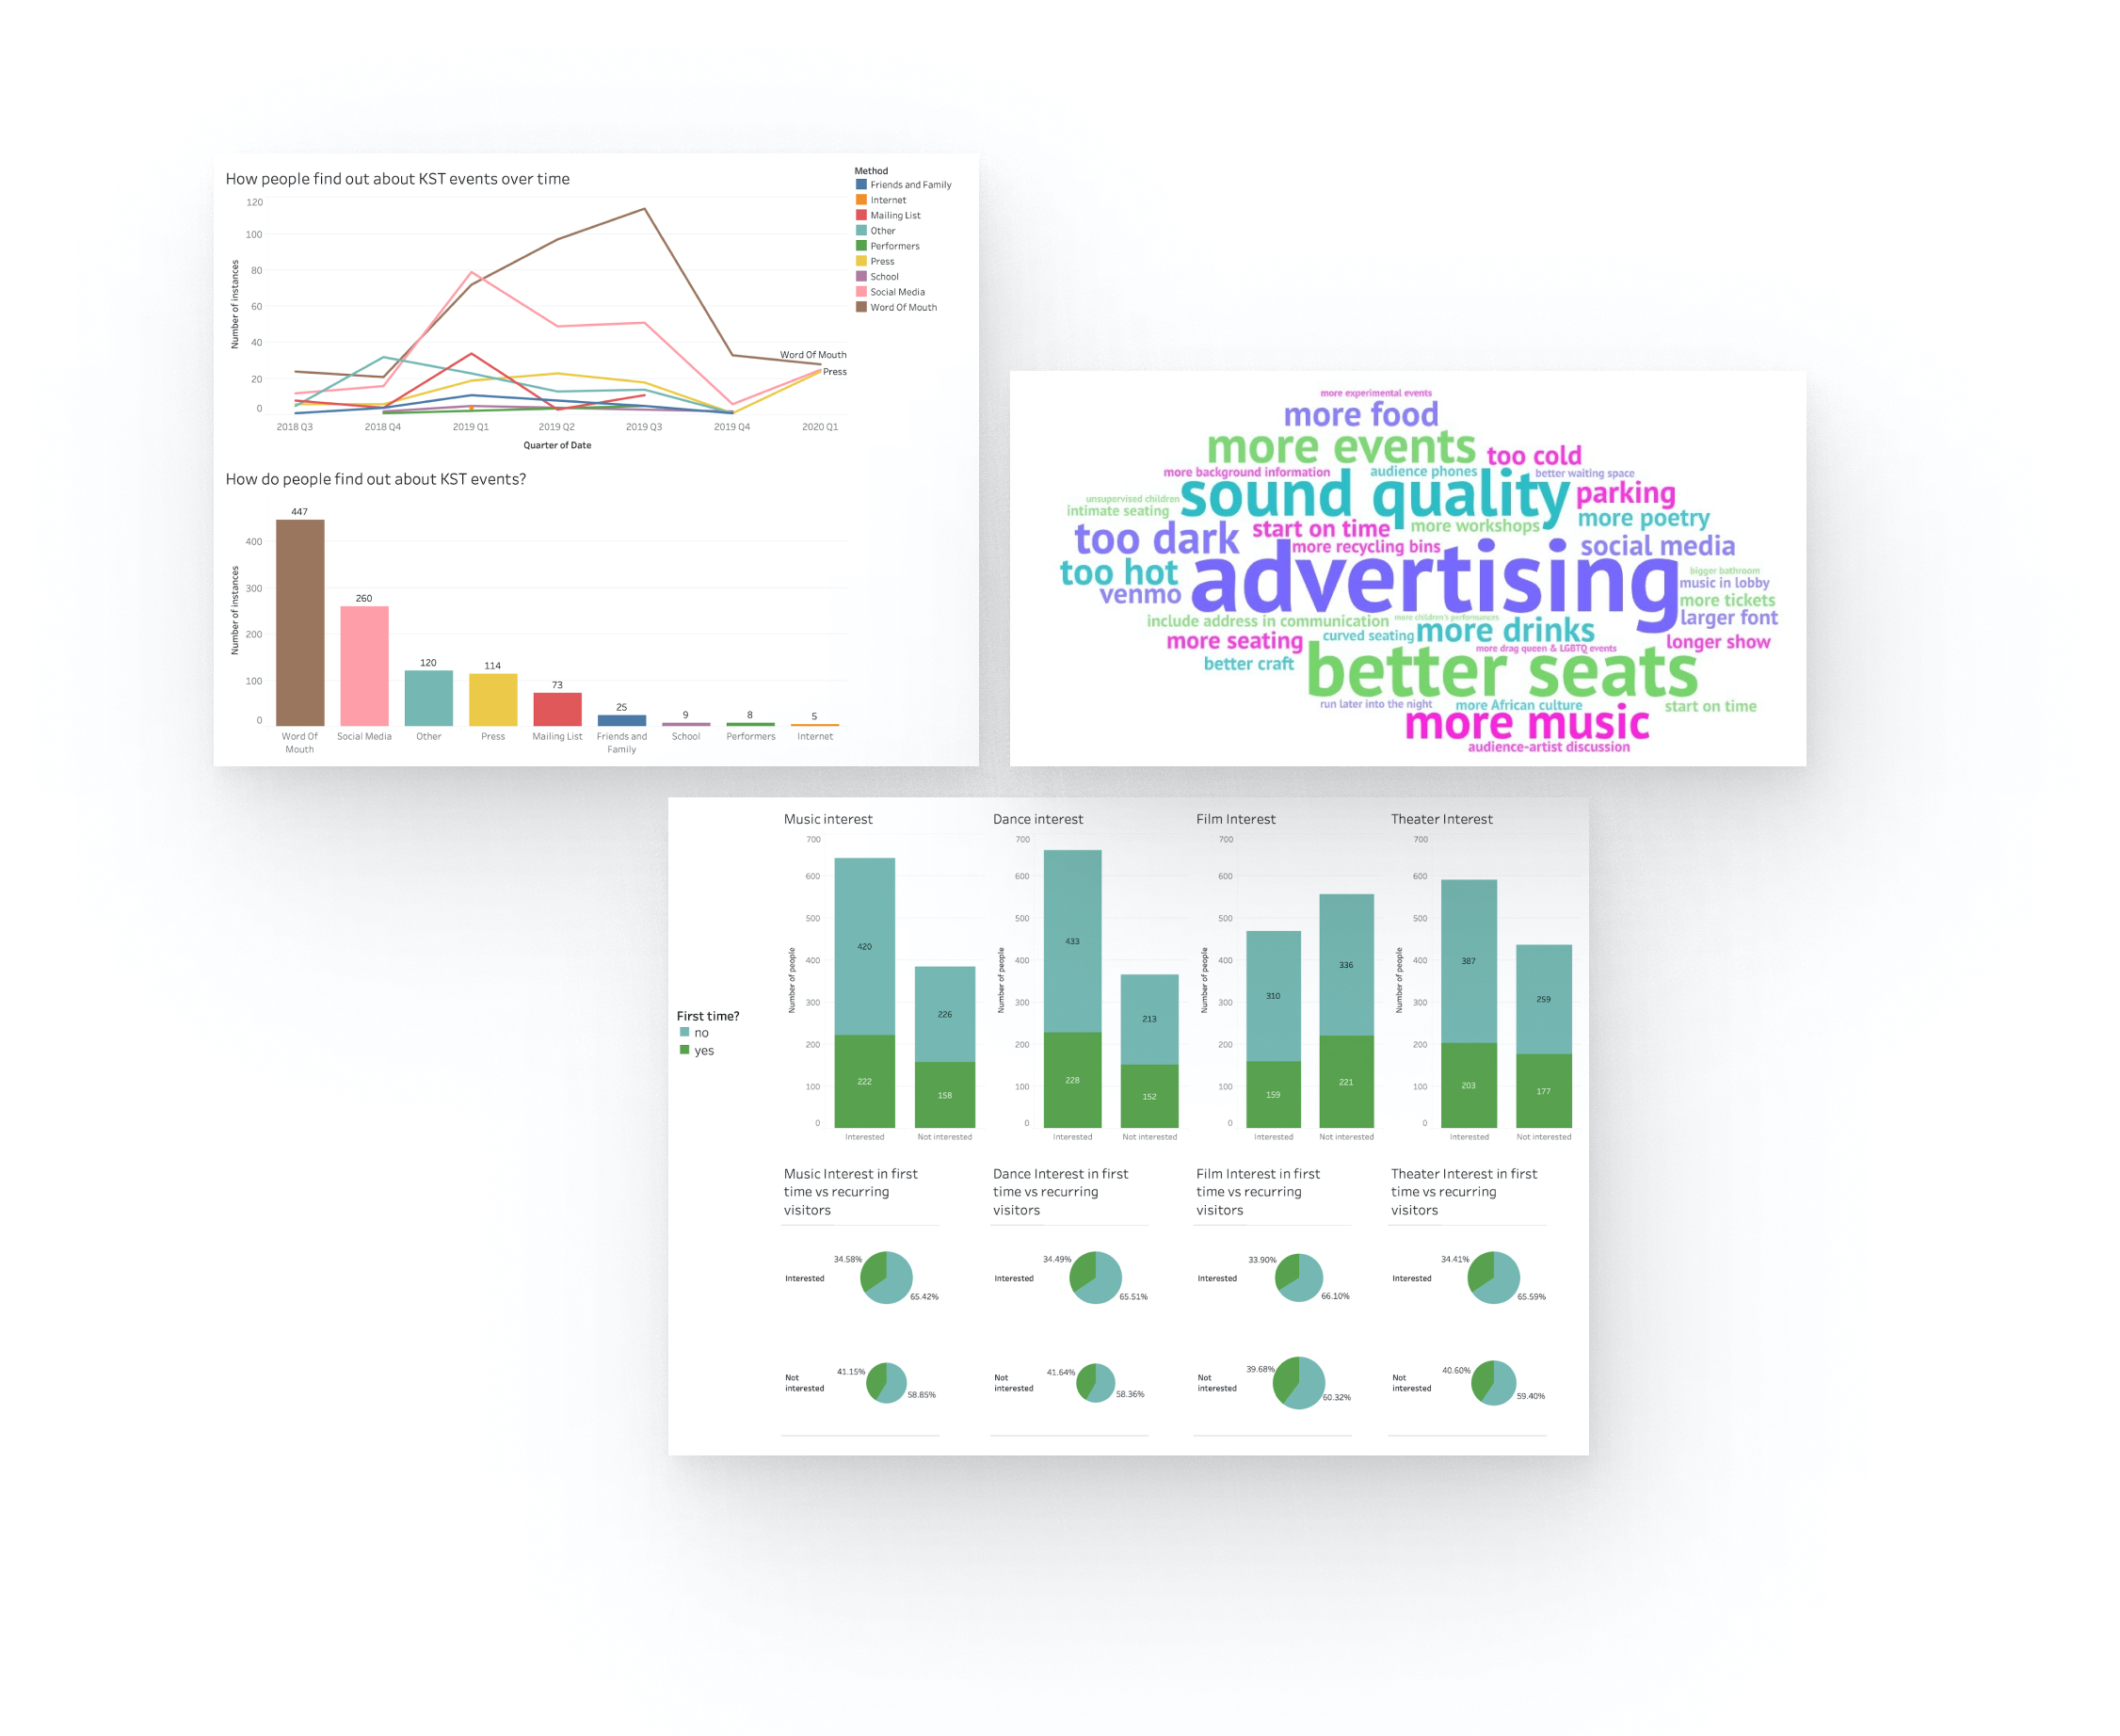 How people find out about KST events over time
Method
Friends and Family
Internet
Mailing List
Other
Performers
Press
School
Social Media
Word Of Mouth
Number of instances
120
100
80
60
40
20
0
Word Of Mouth
Press
2018 Q3 2018 Q4 2019 Q1 2019 Q2 2019 Q3 2019 Q4 2020 Q1
Quarter of Date
How do people find out about KST events?
Number of instances
400
300
200
100
0
447 260 120 114 73 25 9 8 5
Word Of Social Media Other Press Mailing List Friends and School Performers Internet
Mouth Family
more experimental events
more food
more events
too cold
more background information audience phones better waiting space
sound quality
parking
unsupervised children
intimate seating
more poetry
too dark
start on time more workshops
more recycling bins
social media
advertising
too hot
bigger bathroom
music in lobby
venmo
more tickets
include address in communication more children's performances
larger font
more seating curved seating more drinks
longer show
more drag queen & LGBTQ events
better craft
better seats
run later into the night more African culture start on time
more music
audience-artist discussion
Music interest Dance interest Film Interest Theater Interest
First time?
no
yes
Number of people
700
600
500
400
300
200
100
0
420
222
226
158
Interested Not interested
Number of people
700
600
500
400
300
200
100
0
433
228
213
152
Interested Not interested
Number of people
700
600
500
400
300
200
100
0
310
159
336
221
Interested Not interested
Number of people
700
600
500
400
300
200
100
0
387
203
259
177
Interested Not interested
Music Interest in first
time vs recurring
visitors
Interested
34.58%
65.42%
Not
interested
41.15%
58.85%
Dance Interest in first
time vs recurring
visitors
Interested
34.49%
65.51%
Not
interested
41.64%
58.36%
Film Interest in first
time vs recurring
visitors
Interested
33.90%
66.10%
Not
interested
39.68%
60.32%
Theater Interest in first
time vs recurring
visitors
Interested
34.41%
65.59%
Not
interested
40.60%
59.40%